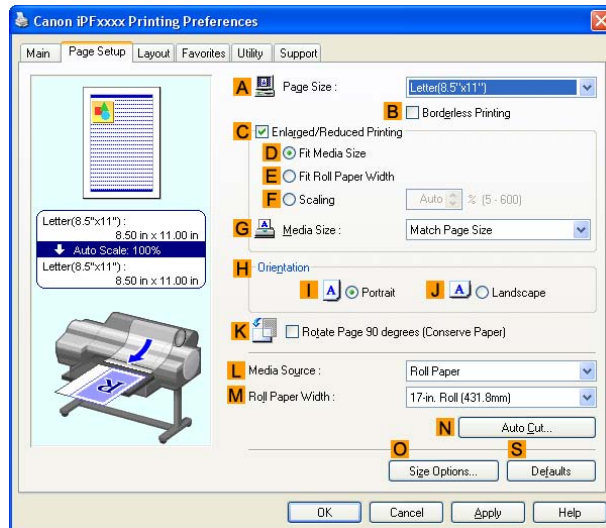 Canon iPFxxxx Printing Preferences
Main Page Setup Layout Favorites Utility Support
A Page Size : Letter(8.5"x11")
B Borderless Printing
C Enlarged/Reduced Printing
D Fit Media Size
E Fit Roll Paper Width
F Scaling Auto % (5 - 600)
Letter(8.5"x11") :
8.50 in x 11.00 in
Auto Scale: 100%
Letter(8.5"x11") :
8.50 in x 11.00 in
G A Media Size : Match Page Size
H Orientation
I A Portrait J A Landscape
K Rotate Page 90 degrees (Conserve Paper)
R
L Media Source : Roll Paper
M Roll Paper Width : 17-in. Roll (431.8mm)
N Auto Cut...
O S
Size Options... Defaults
OK Cancel Apply Help